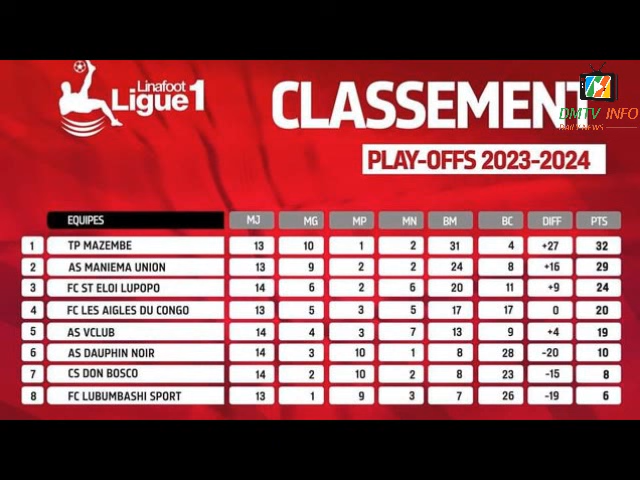 Linafoot
Ligue 1
CLASSEMENT
DMTV INFO
DAILY NEWS
PLAY-OFFS 2023-2024
EQUIPES MJ MG MP MN BM BC DIFF PTS
1 TP MAZEMBE 13 10 1 2 31 4 +27 32
2 AS MANIEMA UNION 13 9 2 2 24 8 +16 29
3 FC ST ELOI LUPOPO 14 6 2 6 20 11 +9 24
4 FC LES AIGLES DU CONGO 13 5 3 5 17 17 0 20
5 AS VCLUB 14 4 3 7 13 9 +4 19
6 AS DAUPHIN NOIR 14 3 10 1 8 28 -20 10
7 CS DON BOSCO 14 2 10 2 8 23 -15 8
8 FC LUBUMBASHI SPORT 13 1 9 3 7 26 -19 6